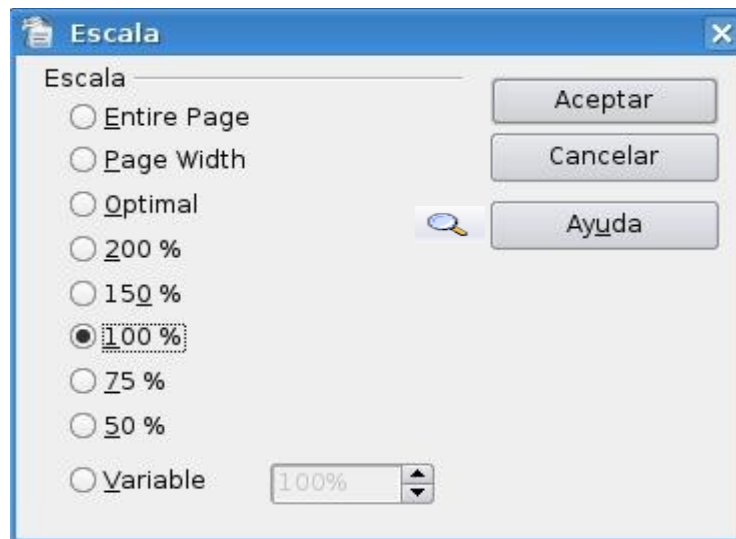 Escala
Escala
Entire Page
Page Width
Optimal
200 %
150 %
100 %
75 %
50 %
Variable
100%
Aceptar
Cancelar
Ayuda